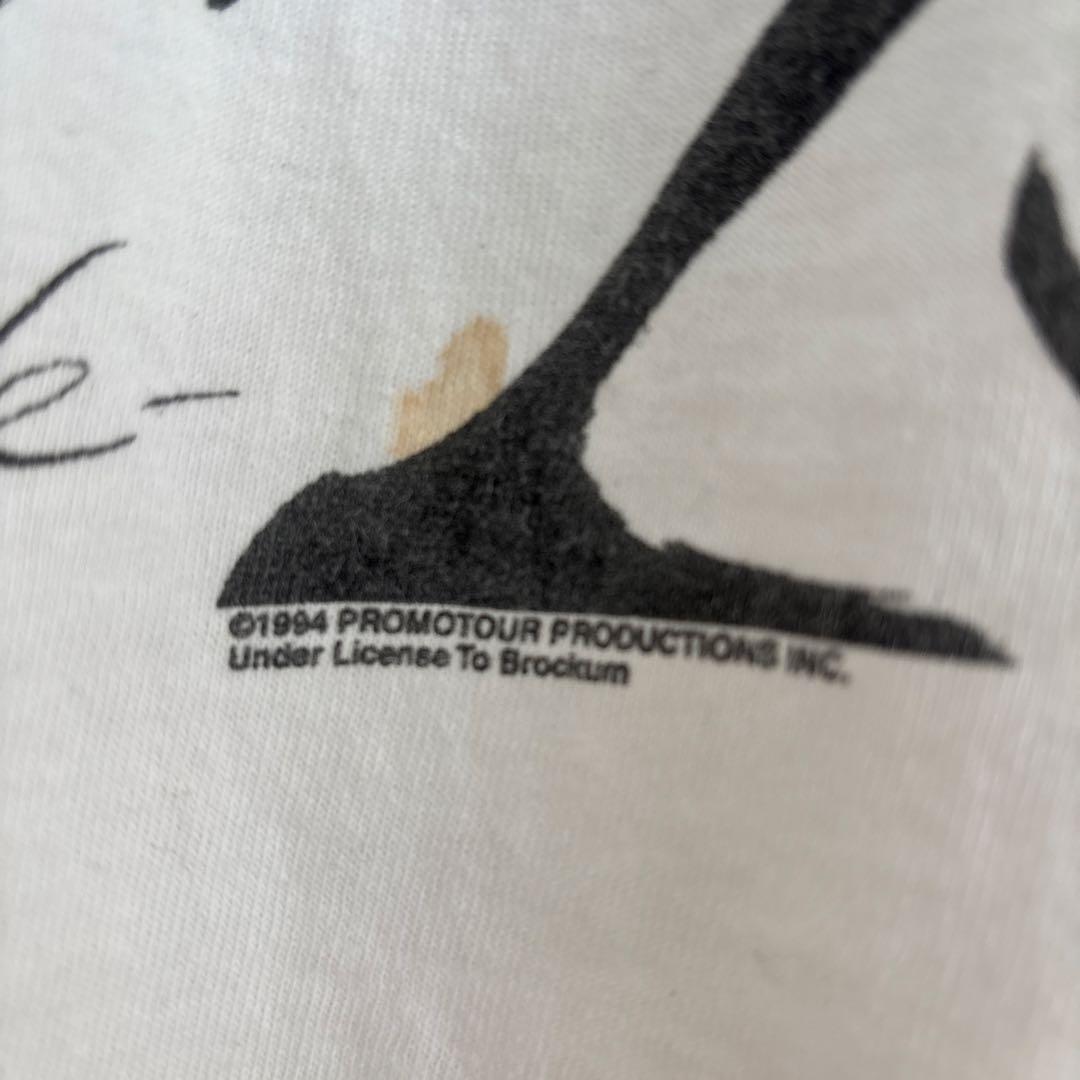 e-
©1994 PROMOTOUR PRODUCTIONS INC.
Under License To Brockum